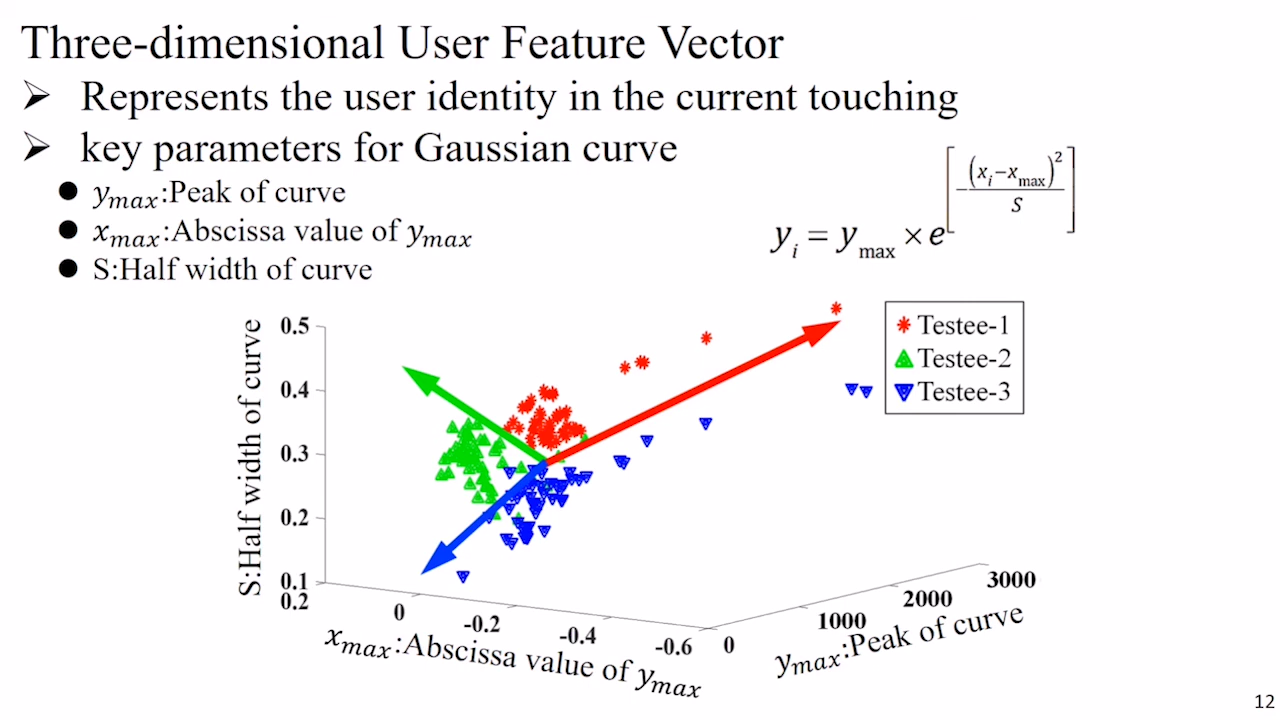 Three-dimensional User Feature Vector
➢ Represents the user identity in the current touching
➢ key parameters for Gaussian curve
● y_max:Peak of curve
● x_max:Abscissa value of y_max
● S:Half width of curve
y_i = y_max × e^[-(x_i-x_max)^2/S]
S:Half width of curve
0.5
0.4
0.3
0.2
0.1
Testee-1
Testee-2
Testee-3
0.2
0
-0.2
-0.4
-0.6
x_max:Abscissa value of y_max
0
1000
2000
3000
y_max:Peak of curve
12